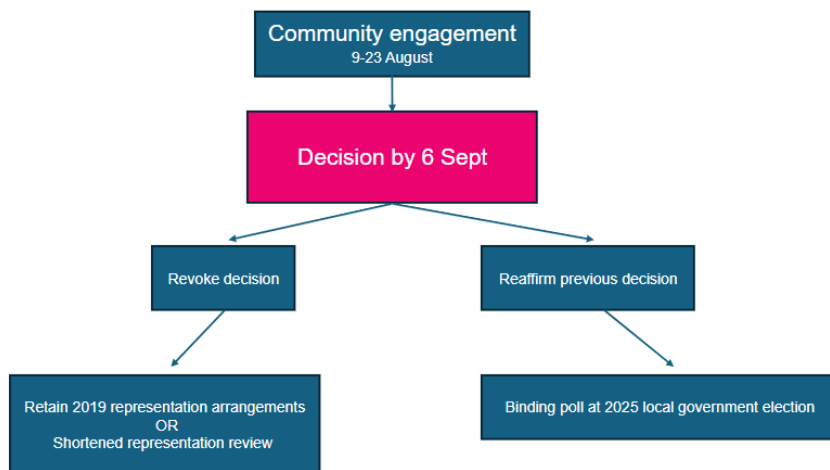 Community engagement
9-23 August
Decision by 6 Sept
Revoke decision
Reaffirm previous decision
Retain 2019 representation arrangements
OR
Shortened representation review
Binding poll at 2025 local government election